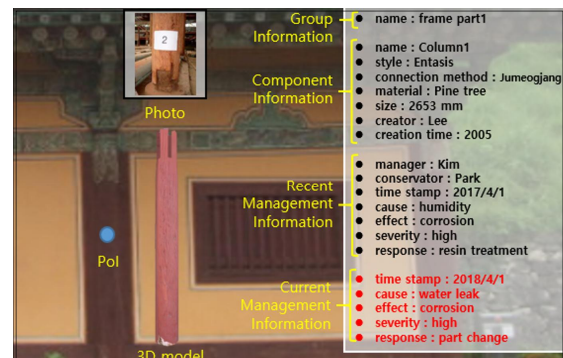 2
Photo
PoI
3D model
Group
Information
name : frame part1
Component
Information
name : Column1
style : Entasis
connection method : Jumeogjang
material : Pine tree
size : 2653 mm
creator : Lee
creation time : 2005
Recent
Management
Information
manager : Kim
conservator : Park
time stamp : 2017/4/1
cause : humidity
effect : corrosion
severity : high
response : resin treatment
Current
Management
Information
time stamp : 2018/4/1
cause : water leak
effect : corrosion
severity : high
response : part change